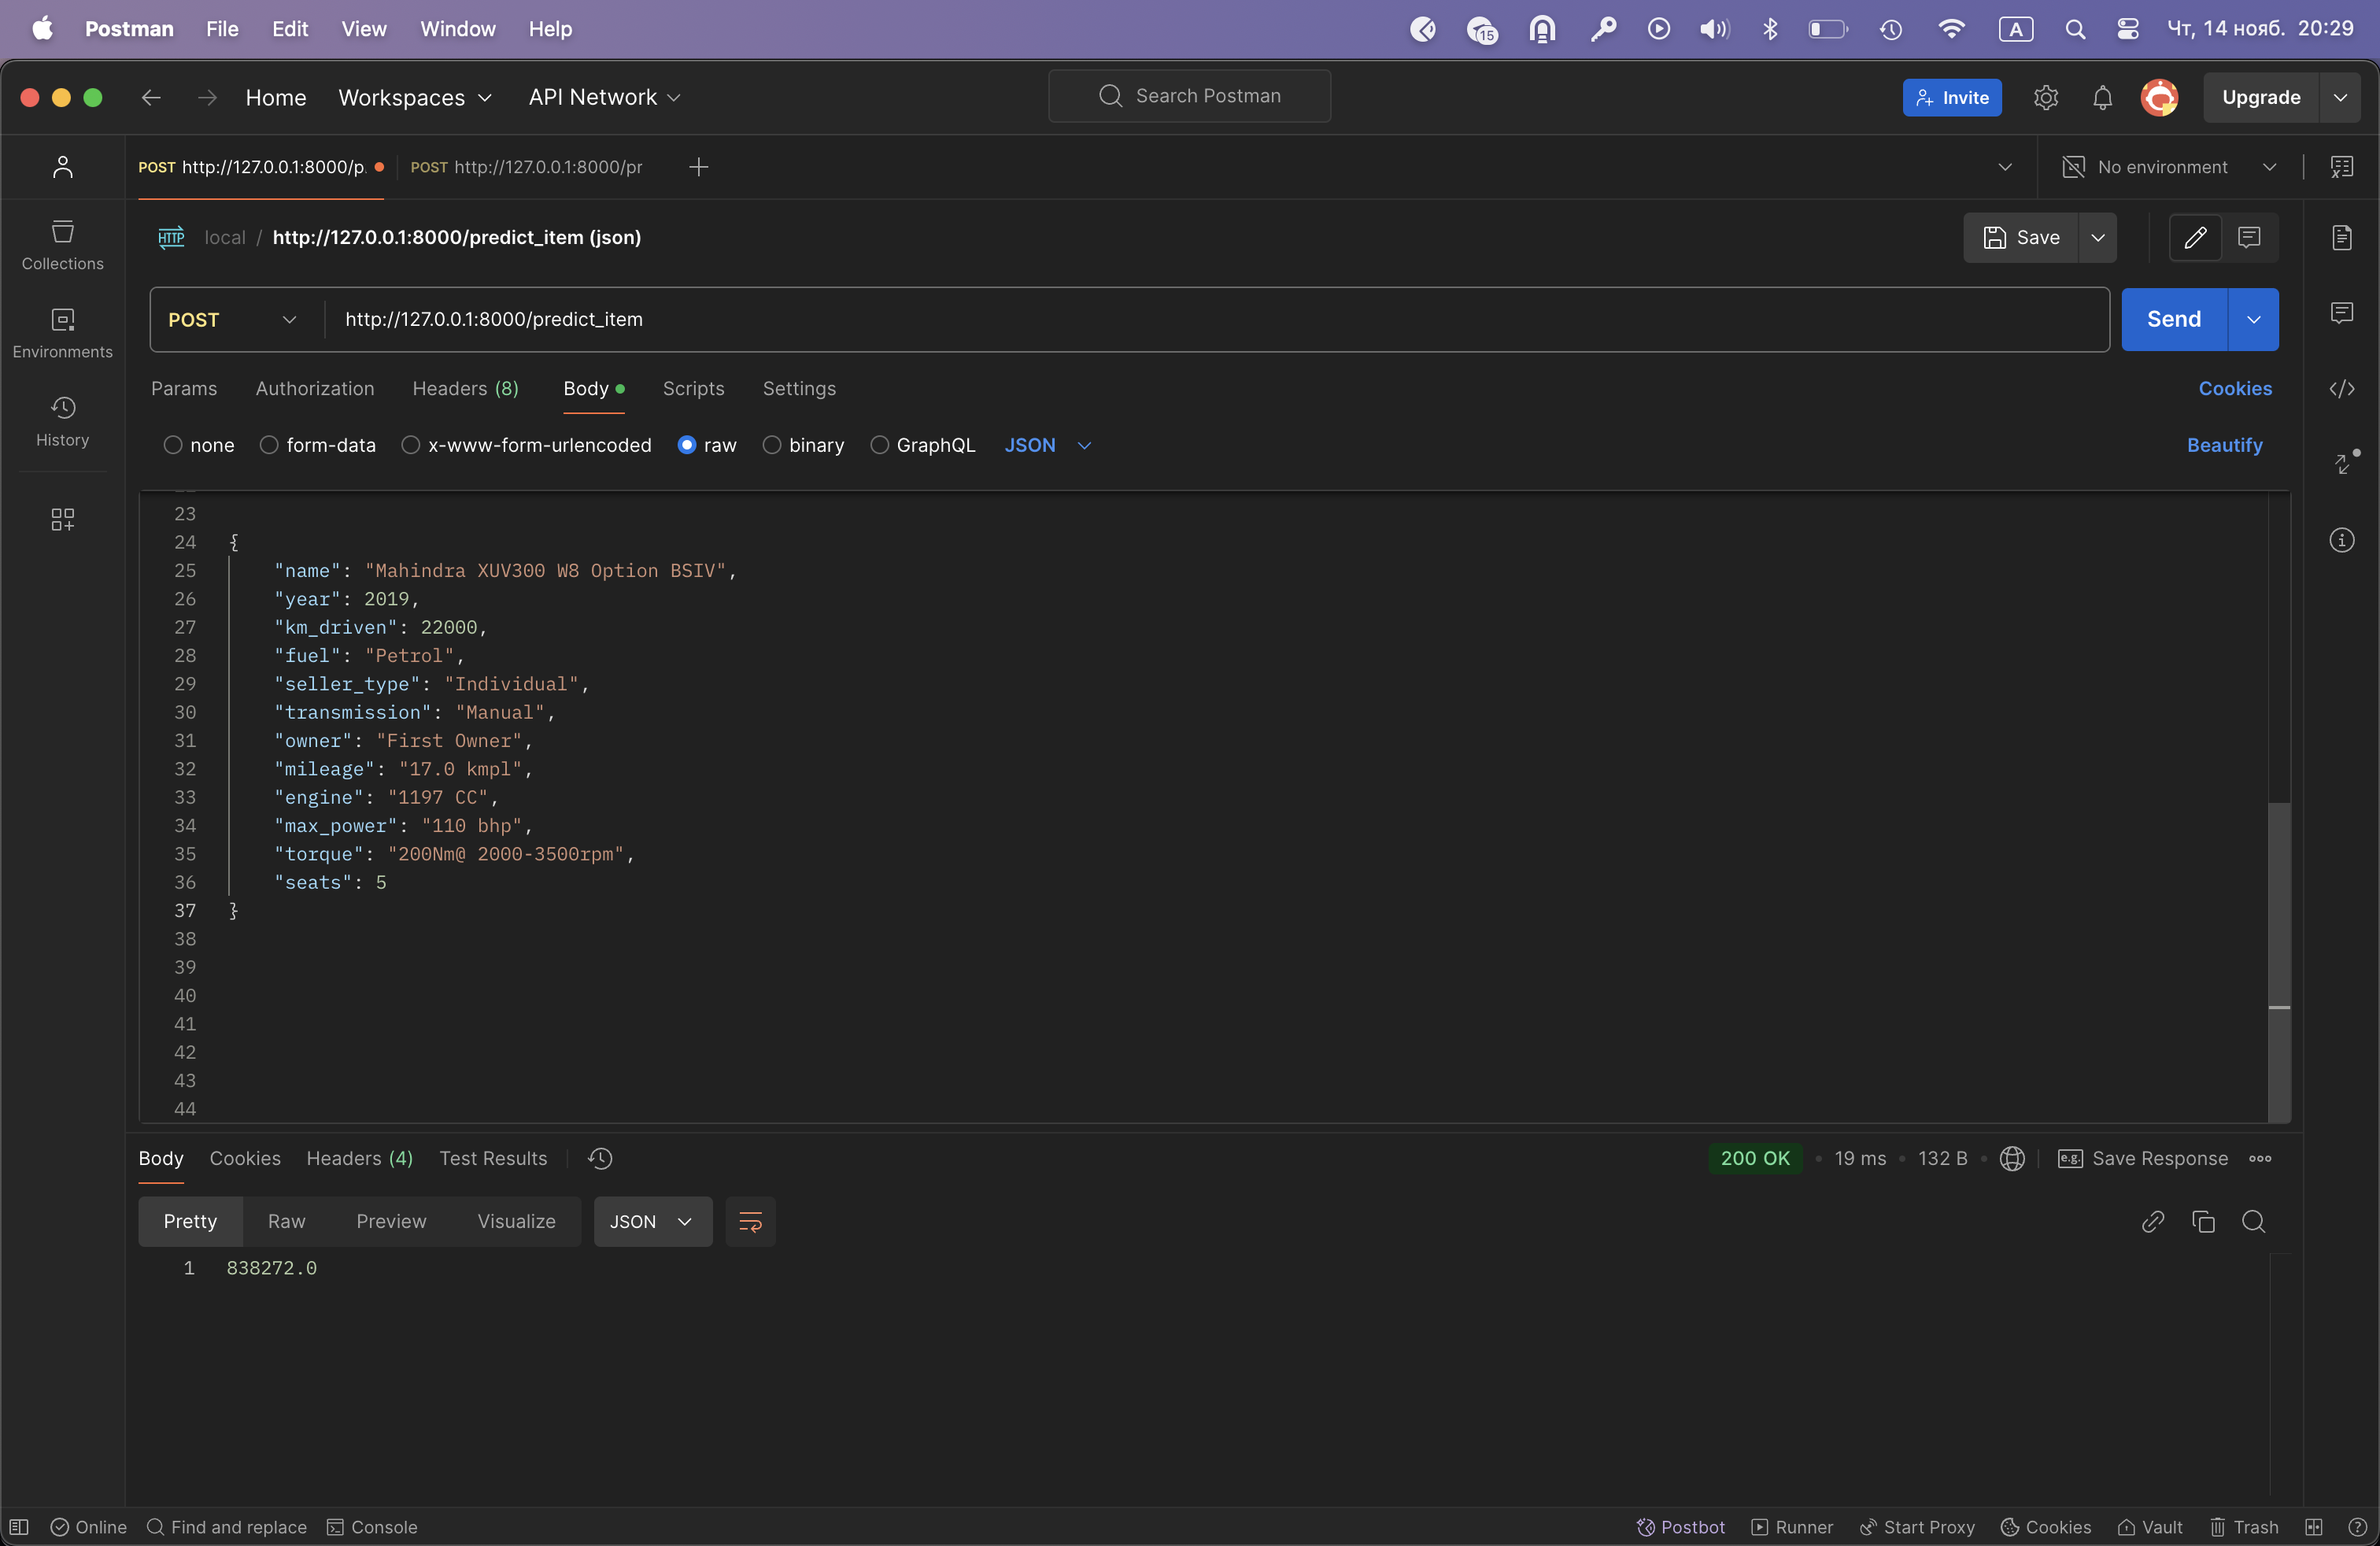 Postman File Edit View Window Help 15 A Чт, 14 нояб. 20:29
Home Workspaces API Network Search Postman Invite Upgrade
POST http://127.0.0.1:8000/p. POST http://127.0.0.1:8000/pr No environment
HTTP local / http://127.0.0.1:8000/predict_item (json) Save
Collections
Environments
History
POST http://127.0.0.1:8000/predict_item Send
Params Authorization Headers (8) Body Scripts Settings Cookies
none form-data x-www-form-urlencoded raw binary GraphQL JSON Beautify
23
24 {
25 "name": "Mahindra XUV300 W8 Option BSIV",
26 "year": 2019,
27 "km_driven": 22000,
28 "fuel": "Petrol",
29 "seller_type": "Individual",
30 "transmission": "Manual",
31 "owner": "First Owner",
32 "mileage": "17.0 kmpl",
33 "engine": "1197 CC",
34 "max_power": "110 bhp",
35 "torque": "200Nm@ 2000-3500rpm",
36 "seats": 5
37 }
38
39
40
41
42
43
44
Body Cookies Headers (4) Test Results 200 OK 19 ms 132 B e.g. Save Response
Pretty Raw Preview Visualize JSON
1 838272.0
Online Find and replace Console Postbot Runner Start Proxy Cookies Vault Trash